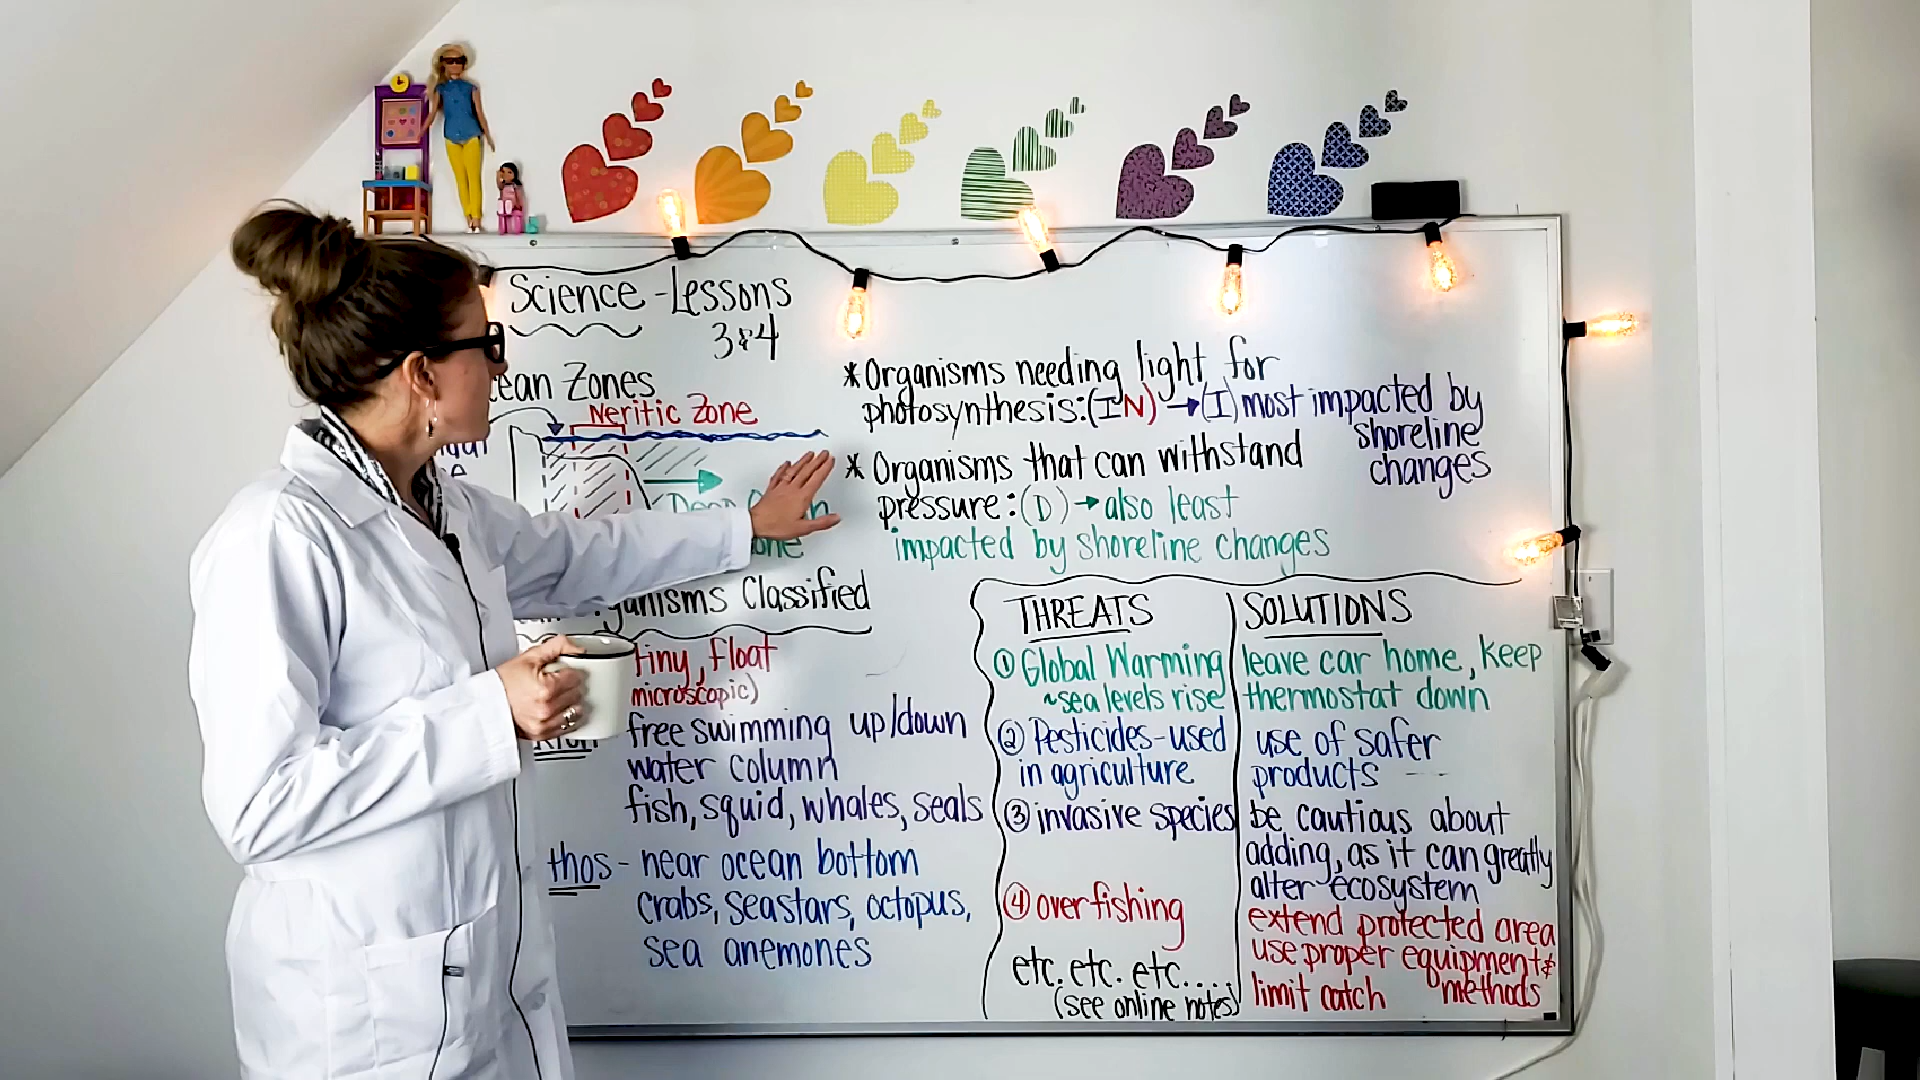 Science - Lessons
3 & 4
Zones
Neritic Zone
*Organisms needing light for
photosynthesis: (I N) → (I) most impacted by
shoreline
changes
* Organisms that can withstand
pressure: (D) → also least
impacted by shoreline changes
Classified
tiny, float
microscopic)
free swimming up/down
water column
fish, squid, whales, seals
thos - near ocean bottom
crabs, seastars, octopus,
sea anemones
THREATS
① Global Warming
~sea levels rise
② Pesticides - used
in agriculture
③ invasive species
④ overfishing
etc. etc. etc....
(see online notes)
SOLUTIONS
leave car home, keep
thermostat down
use of safer
products
be cautious about
adding, as it can greatly
alter ecosystem
extend protected area
use proper equipment &
methods
limit catch